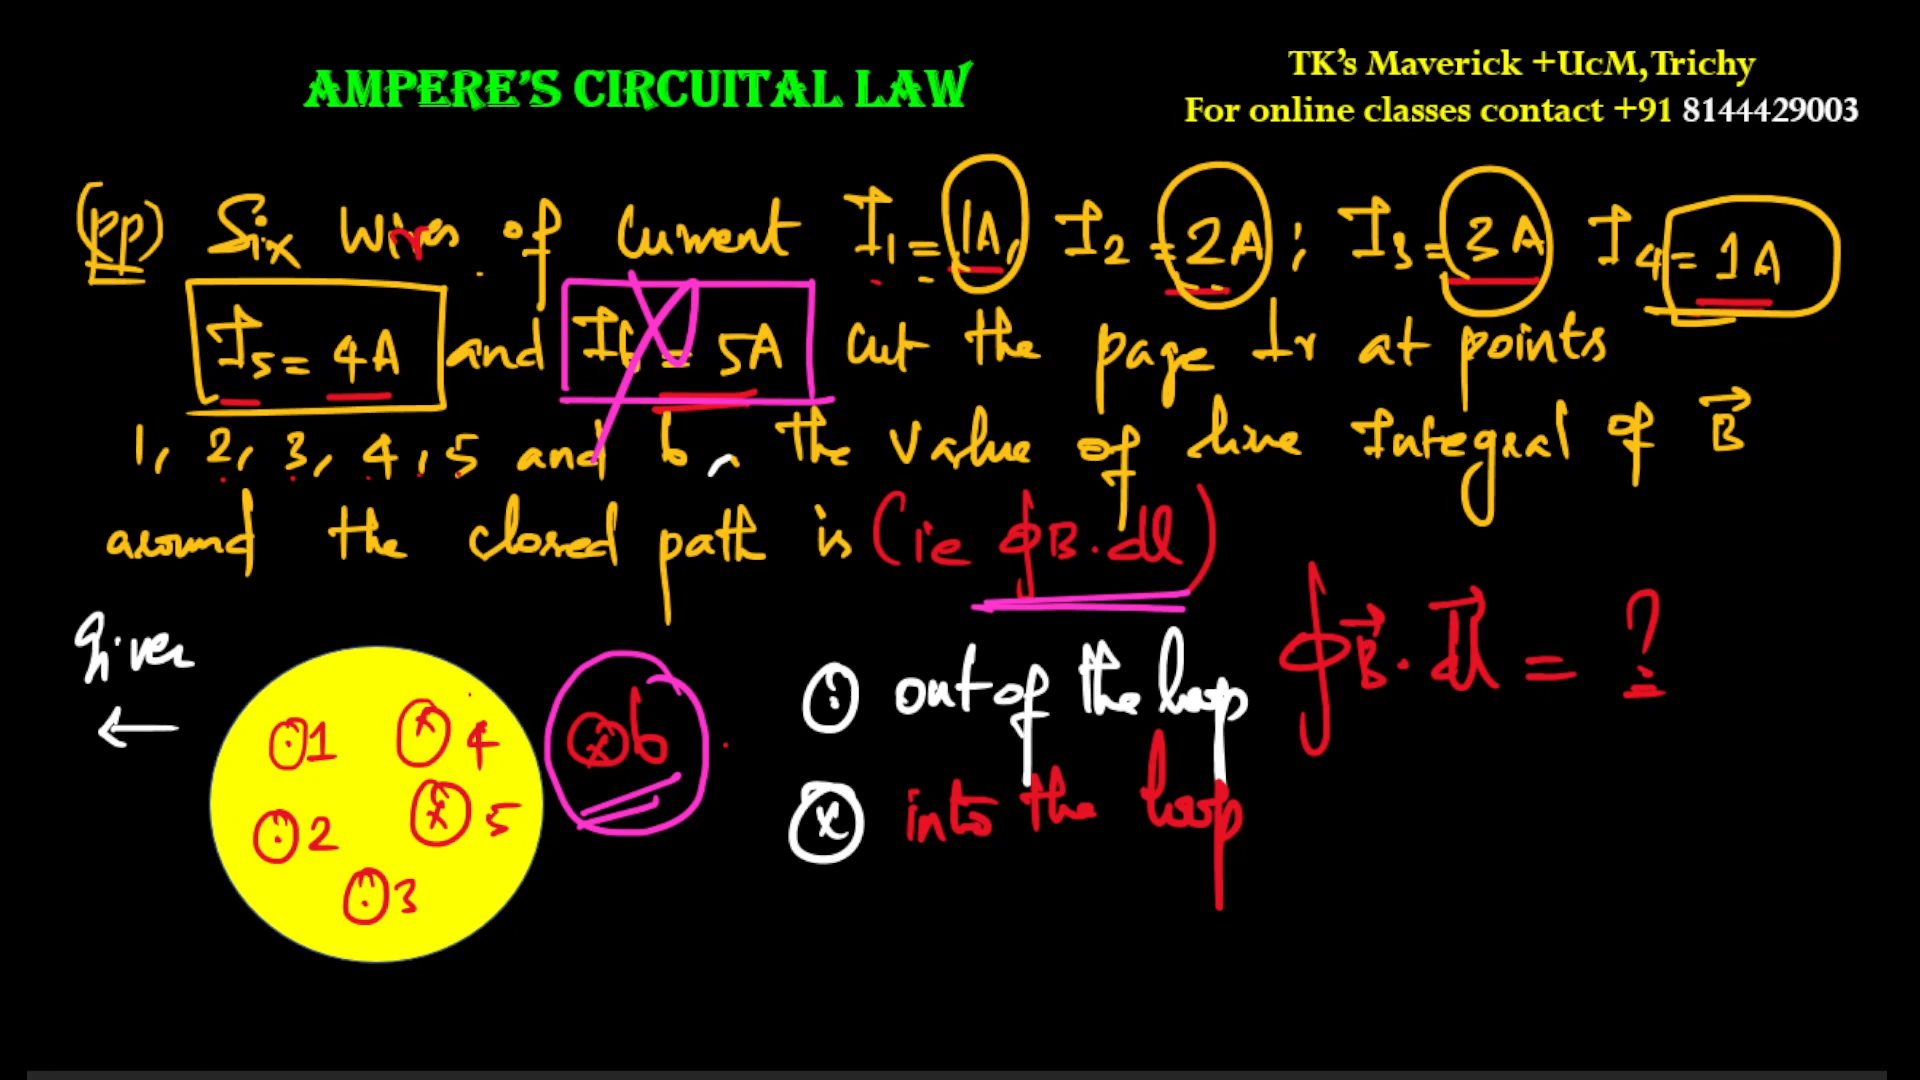 AMPERE'S CIRCUITAL LAW
TK's Maverick +UcM,Trichy
For online classes contact +91 8144429003
(pp) Six Wires of Current I1 = 1A, I2 = 2A ; I3 = 3A I4 = 1A
I5 = 4A and I6 = 5A cut the page ⊥r at points
1, 2, 3, 4, 5 and 6, the value of line Integral of B⃗
around the closed path is (ie ∮B.dl)
given
←
⊙1 ⊗4 ⊗6
⊙2 ⊗5
⊙3
⊙ out of the loop
⊗ into the loop
∮B⃗.dl⃗ = ?